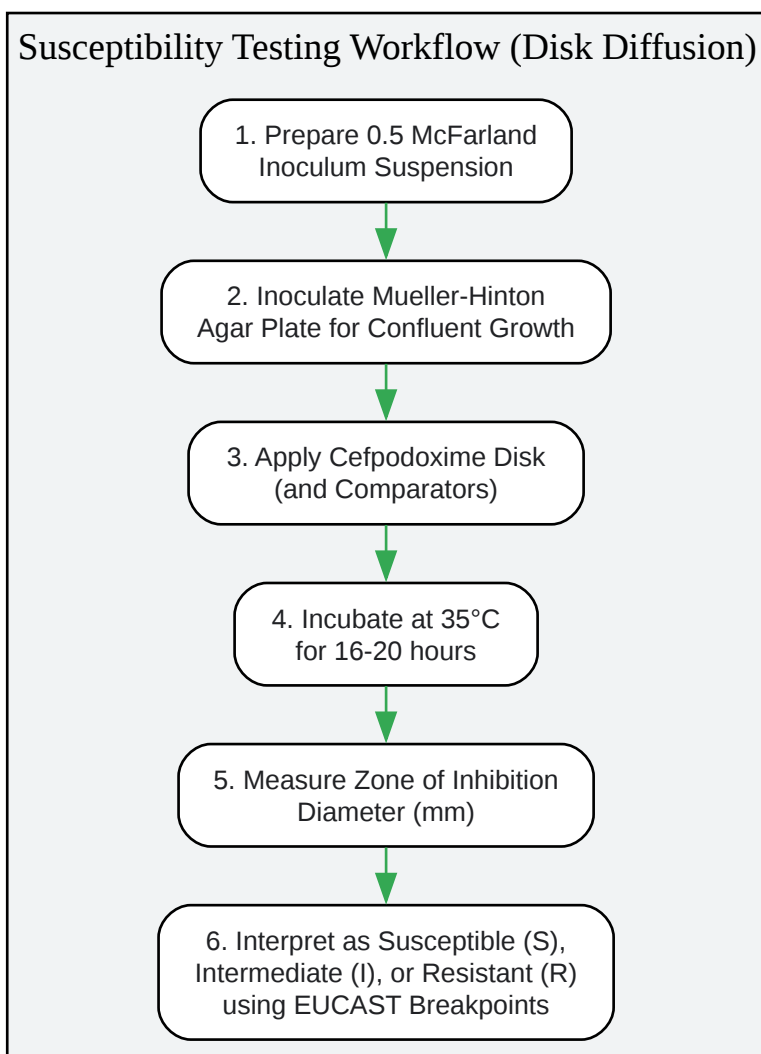 Susceptibility Testing Workflow (Disk Diffusion)
1. Prepare 0.5 McFarland
Inoculum Suspension
2. Inoculate Mueller-Hinton
Agar Plate for Confluent Growth
3. Apply Cefpodoxime Disk
(and Comparators)
4. Incubate at 35°C
for 16-20 hours
5. Measure Zone of Inhibition
Diameter (mm)
6. Interpret as Susceptible (S),
Intermediate (I), or Resistant (R)
using EUCAST Breakpoints